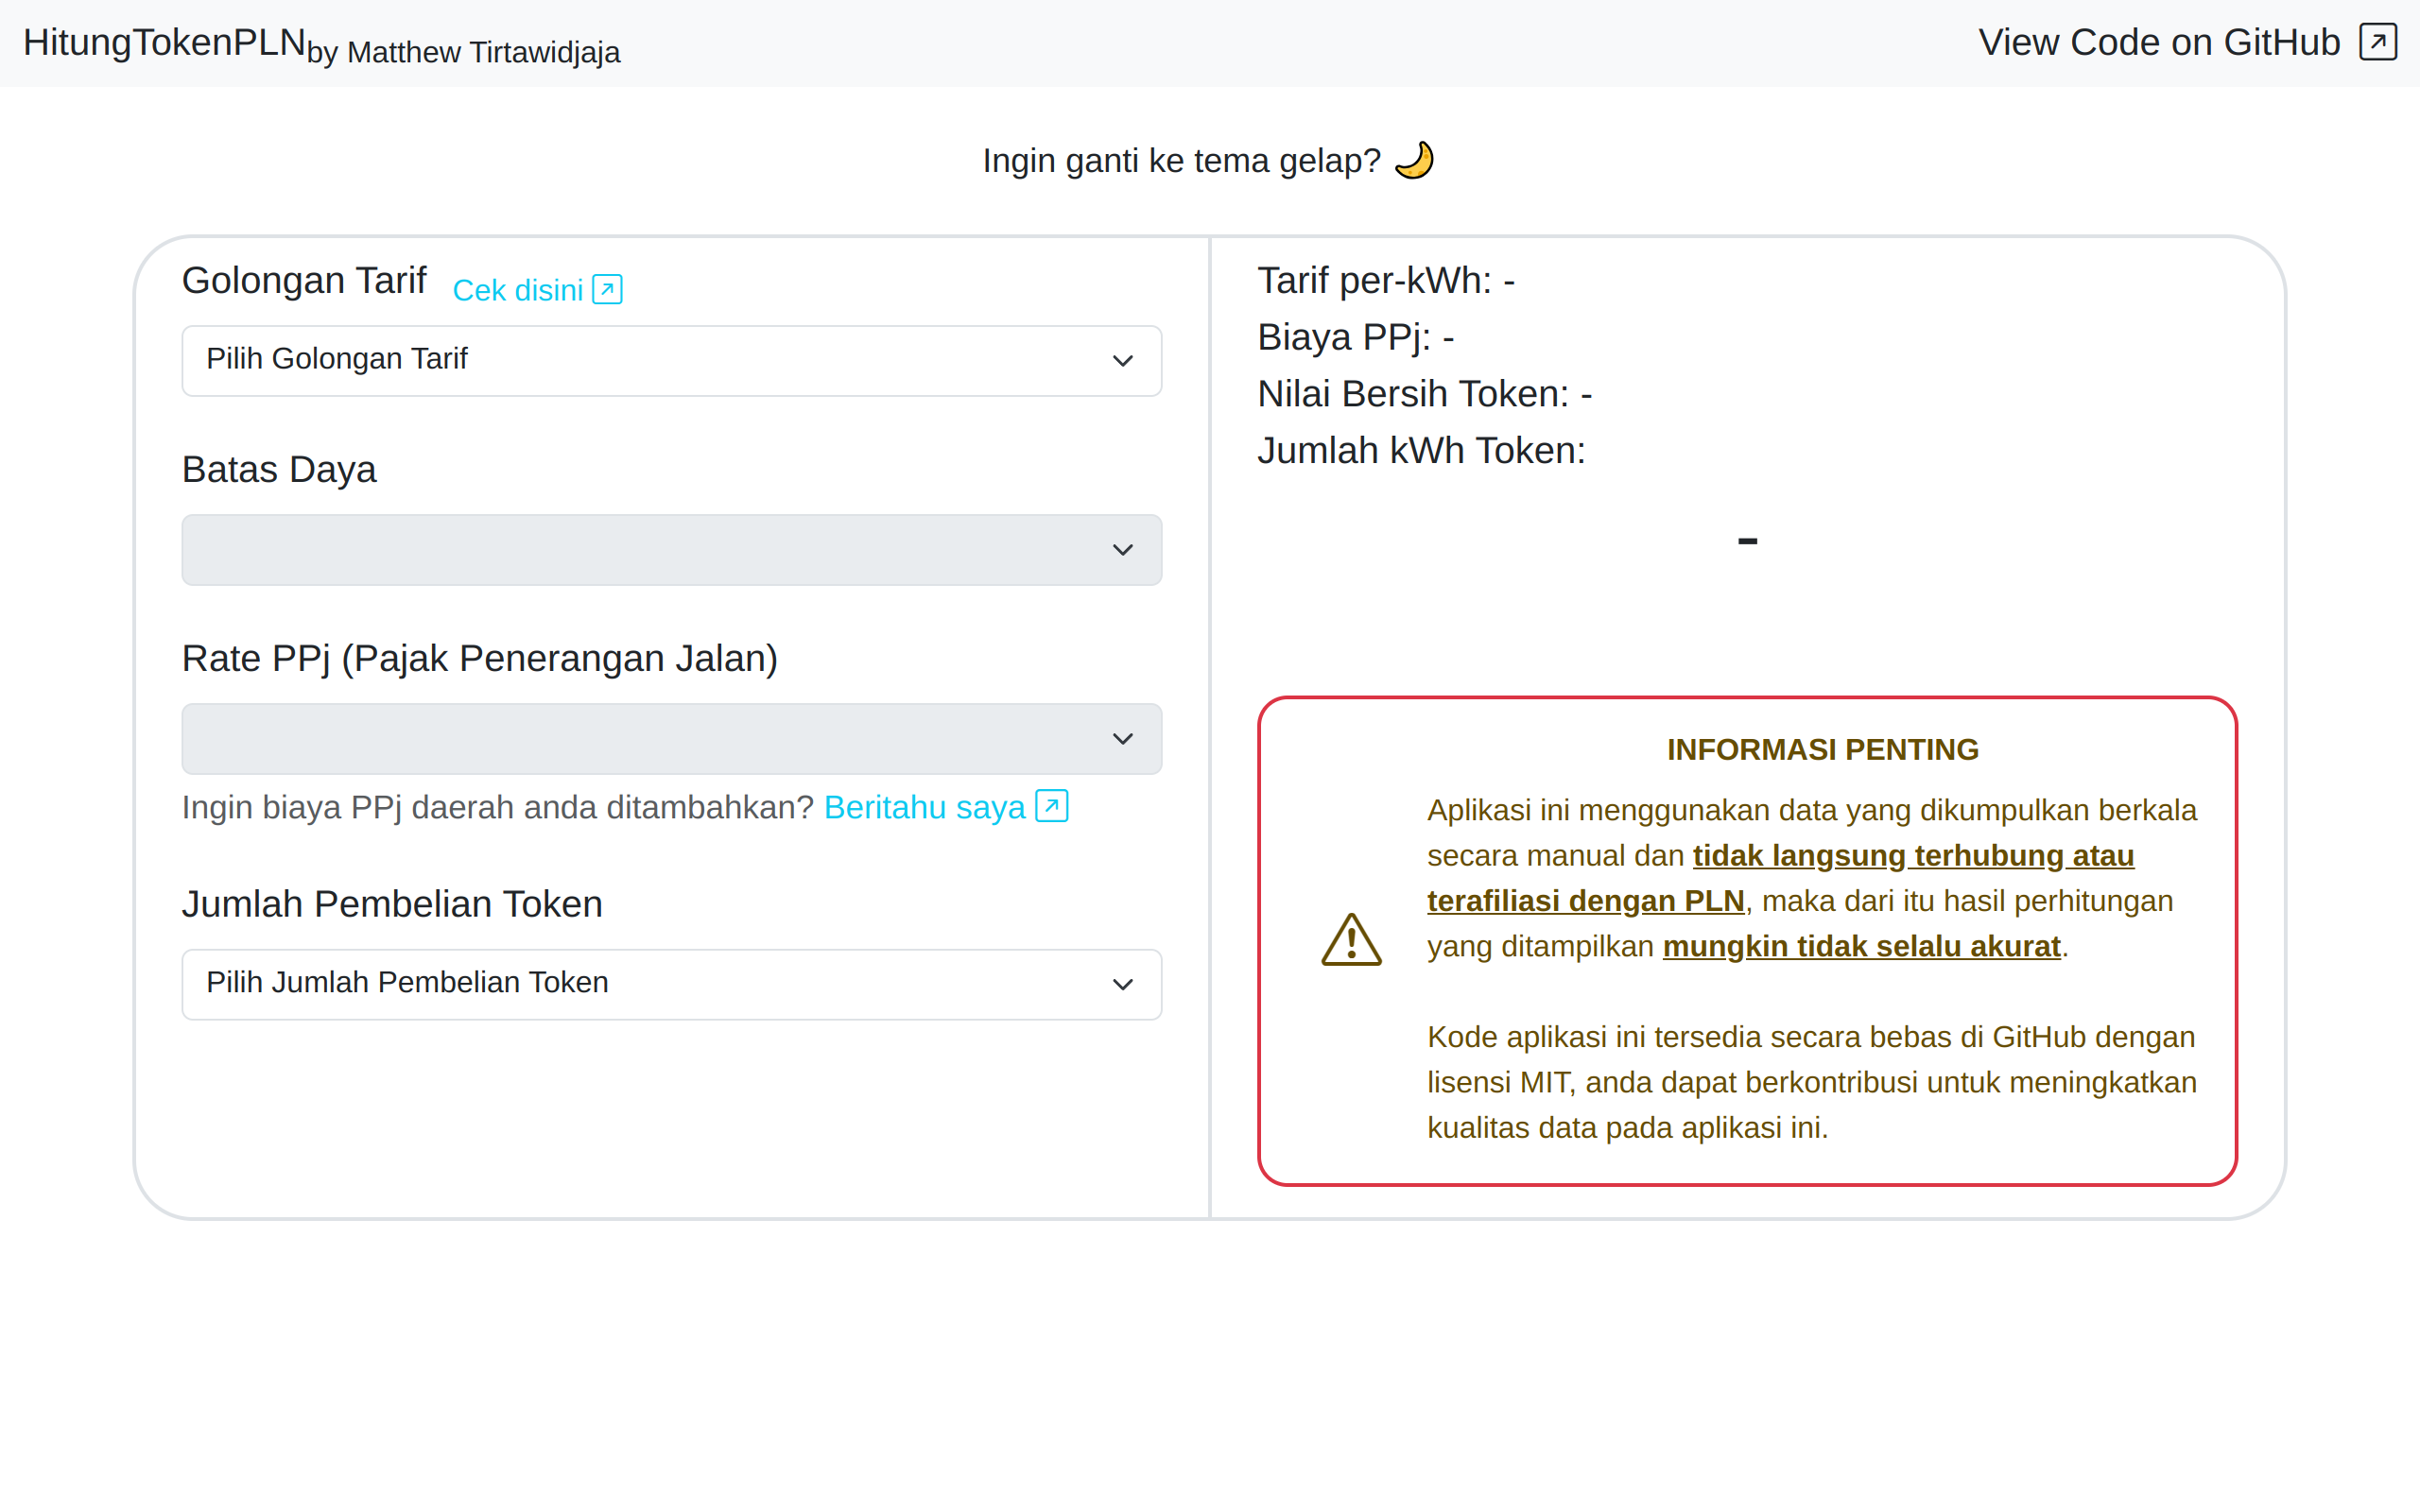 HitungTokenPLN by Matthew Tirtawidjaja
View Code on GitHub
Ingin ganti ke tema gelap? 🌙
Golongan Tarif Cek disini
Pilih Golongan Tarif
Batas Daya
Rate PPj (Pajak Penerangan Jalan)
Ingin biaya PPj daerah anda ditambahkan? Beritahu saya
Jumlah Pembelian Token
Pilih Jumlah Pembelian Token
Tarif per-kWh: -
Biaya PPj: -
Nilai Bersih Token: -
Jumlah kWh Token:
-
INFORMASI PENTING
Aplikasi ini menggunakan data yang dikumpulkan berkala
secara manual dan tidak langsung terhubung atau
terafiliasi dengan PLN, maka dari itu hasil perhitungan
yang ditampilkan mungkin tidak selalu akurat.
Kode aplikasi ini tersedia secara bebas di GitHub dengan
lisensi MIT, anda dapat berkontribusi untuk meningkatkan
kualitas data pada aplikasi ini.